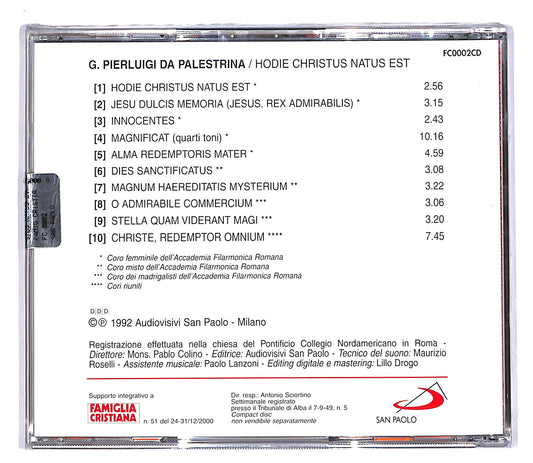 FC0002CD
G. PIERLUIGI DA PALESTRINA / HODIE CHRISTUS NATUS EST
[1] HODIE CHRISTUS NATUS EST * 2.56
[2] JESU DULCIS MEMORIA (JESUS. REX ADMIRABILIS) * 3.15
[3] INNOCENTES * 2.43
[4] MAGNIFICAT (quarti toni) * 10.16
[5] ALMA REDEMPTORIS MATER * 4.59
[6] DIES SANCTIFICATUS ** 3.08
[7] MAGNUM HAEREDITATIS MYSTERIUM ** 3.22
[8] O ADMIRABILE COMMERCIUM *** 3.06
[9] STELLA QUAM VIDERANT MAGI *** 3.20
[10] CHRISTE, REDEMPTOR OMNIUM **** 7.45
* Coro femminile dell'Accademia Filarmonica Romana
** Coro misto dell'Accademia Filarmonica Romana
*** Coro dei madrigalisti dell'Accademia Filarmonica Romana
**** Cori riuniti
DDD
©℗ 1992 Audiovisivi San Paolo - Milano
Registrazione effettuata nella chiesa del Pontificio Collegio Nordamericano in Roma -
Direttore: Mons. Pablo Colino - Editrice: Audiovisivi San Paolo - Tecnico del suono: Maurizio
Roselli - Assistente musicale: Paolo Lanzoni - Editing digitale e mastering: Lillo Drogo
Supporto integrativo a
FAMIGLIA
CRISTIANA
n. 51 del 24-31/12/2000
Dir. resp.: Antonio Sciortino
Settimanale registrato
presso il Tribunale di Alba il 7-9-49, n. 5
Compact disc
non vendibile separatamente
SAN PAOLO
FC 0002